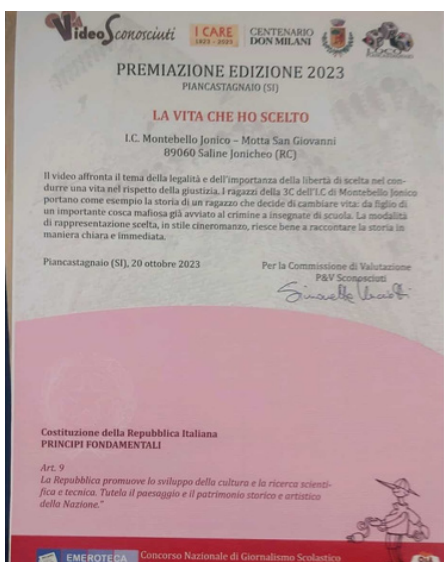 Video Sconosciuti
I CARE
1923 - 2023
CENTENARIO
DON MILANI
PREMIAZIONE EDIZIONE 2023
PIANCASTAGNAIO (SI)
LA VITA CHE HO SCELTO
I.C. Montebello Jonico – Motta San Giovanni
89060 Saline Jonicheo (RC)
Il video affronta il tema della legalità e dell'importanza della libertà di scelta nel con-
durre una vita nel rispetto della giustizia. I ragazzi della 3C dell'I.C di Montebello Jonico
portano come esempio la storia di un ragazzo che decide di cambiare vita: da figlio di
un importante cosca mafiosa già avviato al crimine a insegnate di scuola. La modalità
di rappresentazione scelta, in stile cineromanzo, riesce bene a raccontare la storia in
maniera chiara e immediata.
Piancastagnaio (SI), 20 ottobre 2023
Per la Commissione di Valutazione
P&V Sconosciuti
Costituzione della Repubblica Italiana
PRINCIPI FONDAMENTALI
Art. 9
La Repubblica promuove lo sviluppo della cultura e la ricerca scienti-
fica e tecnica. Tutela il paesaggio e il patrimonio storico e artistico
della Nazione."
EMEROTECA
Concorso Nazionale di Giornalismo Scolastico